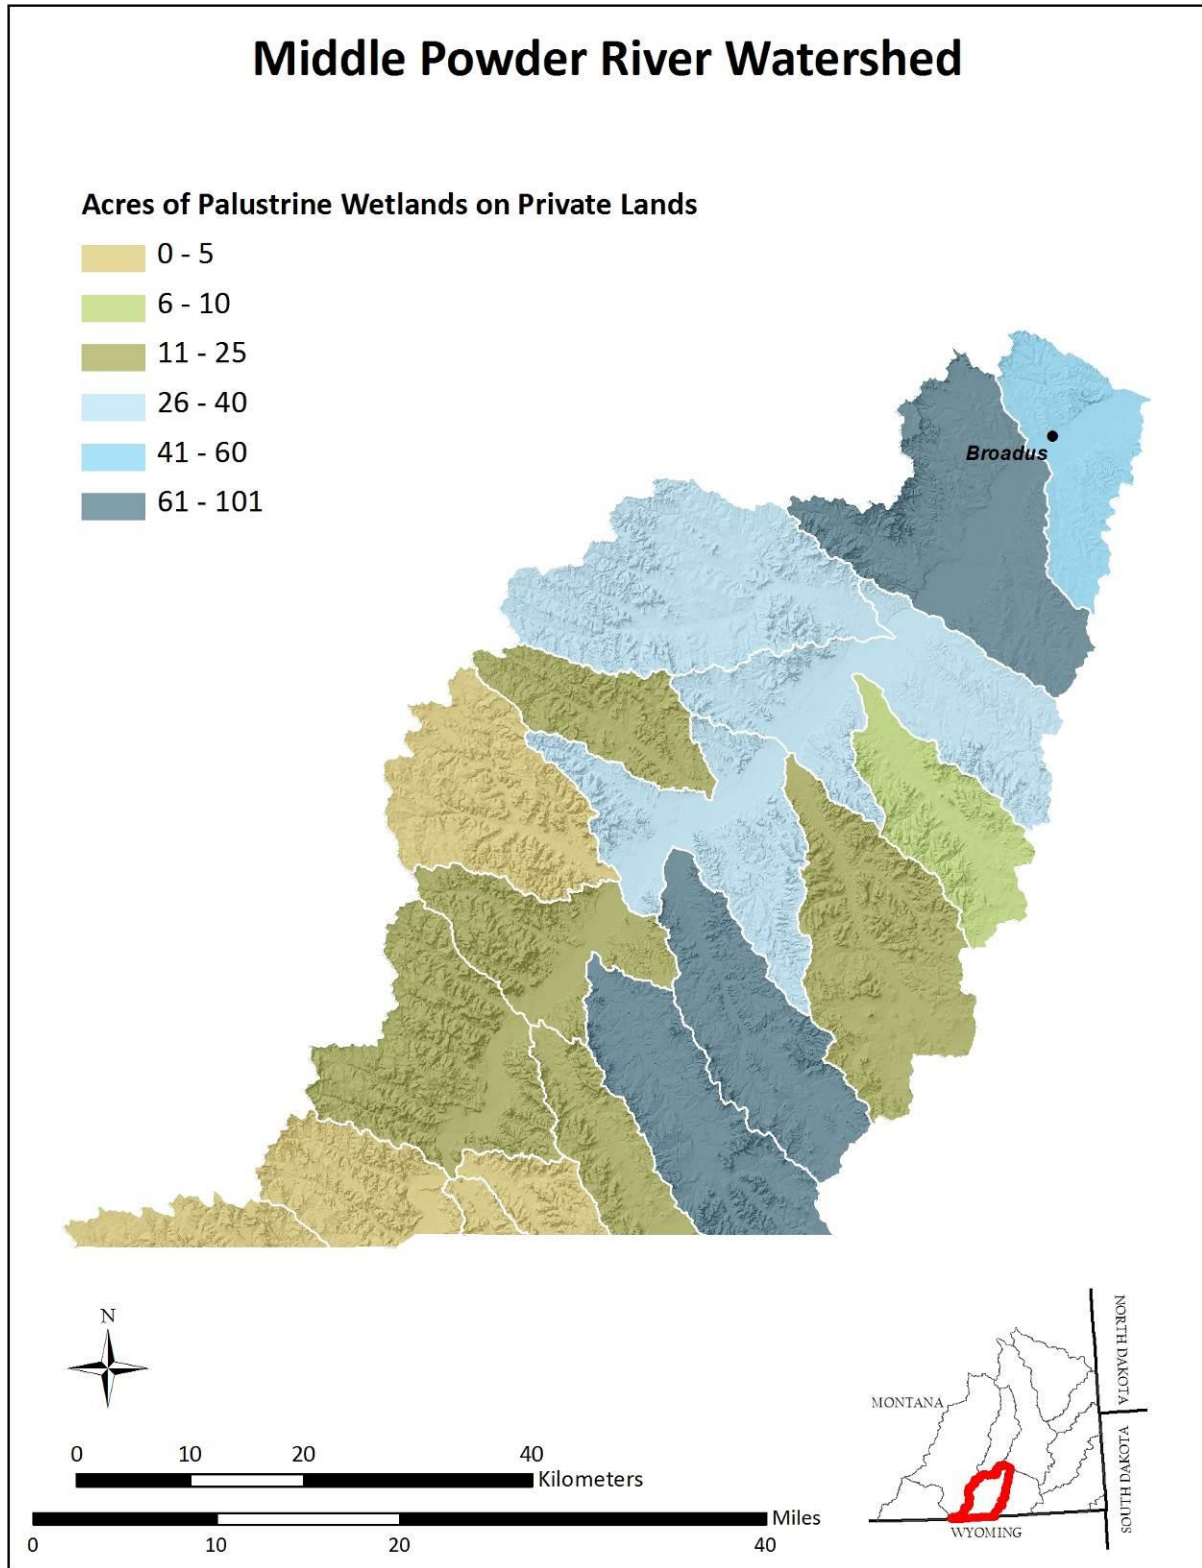 Middle Powder River Watershed
Acres of Palustrine Wetlands on Private Lands
0 - 5
6 - 10
11 - 25
26 - 40
41 - 60
61 - 101
Broadus
N
0 10 20 40
Kilometers
Miles
0 10 20 40
MONTANA
NORTH DAKOTA
SOUTH DAKOTA
WYOMING